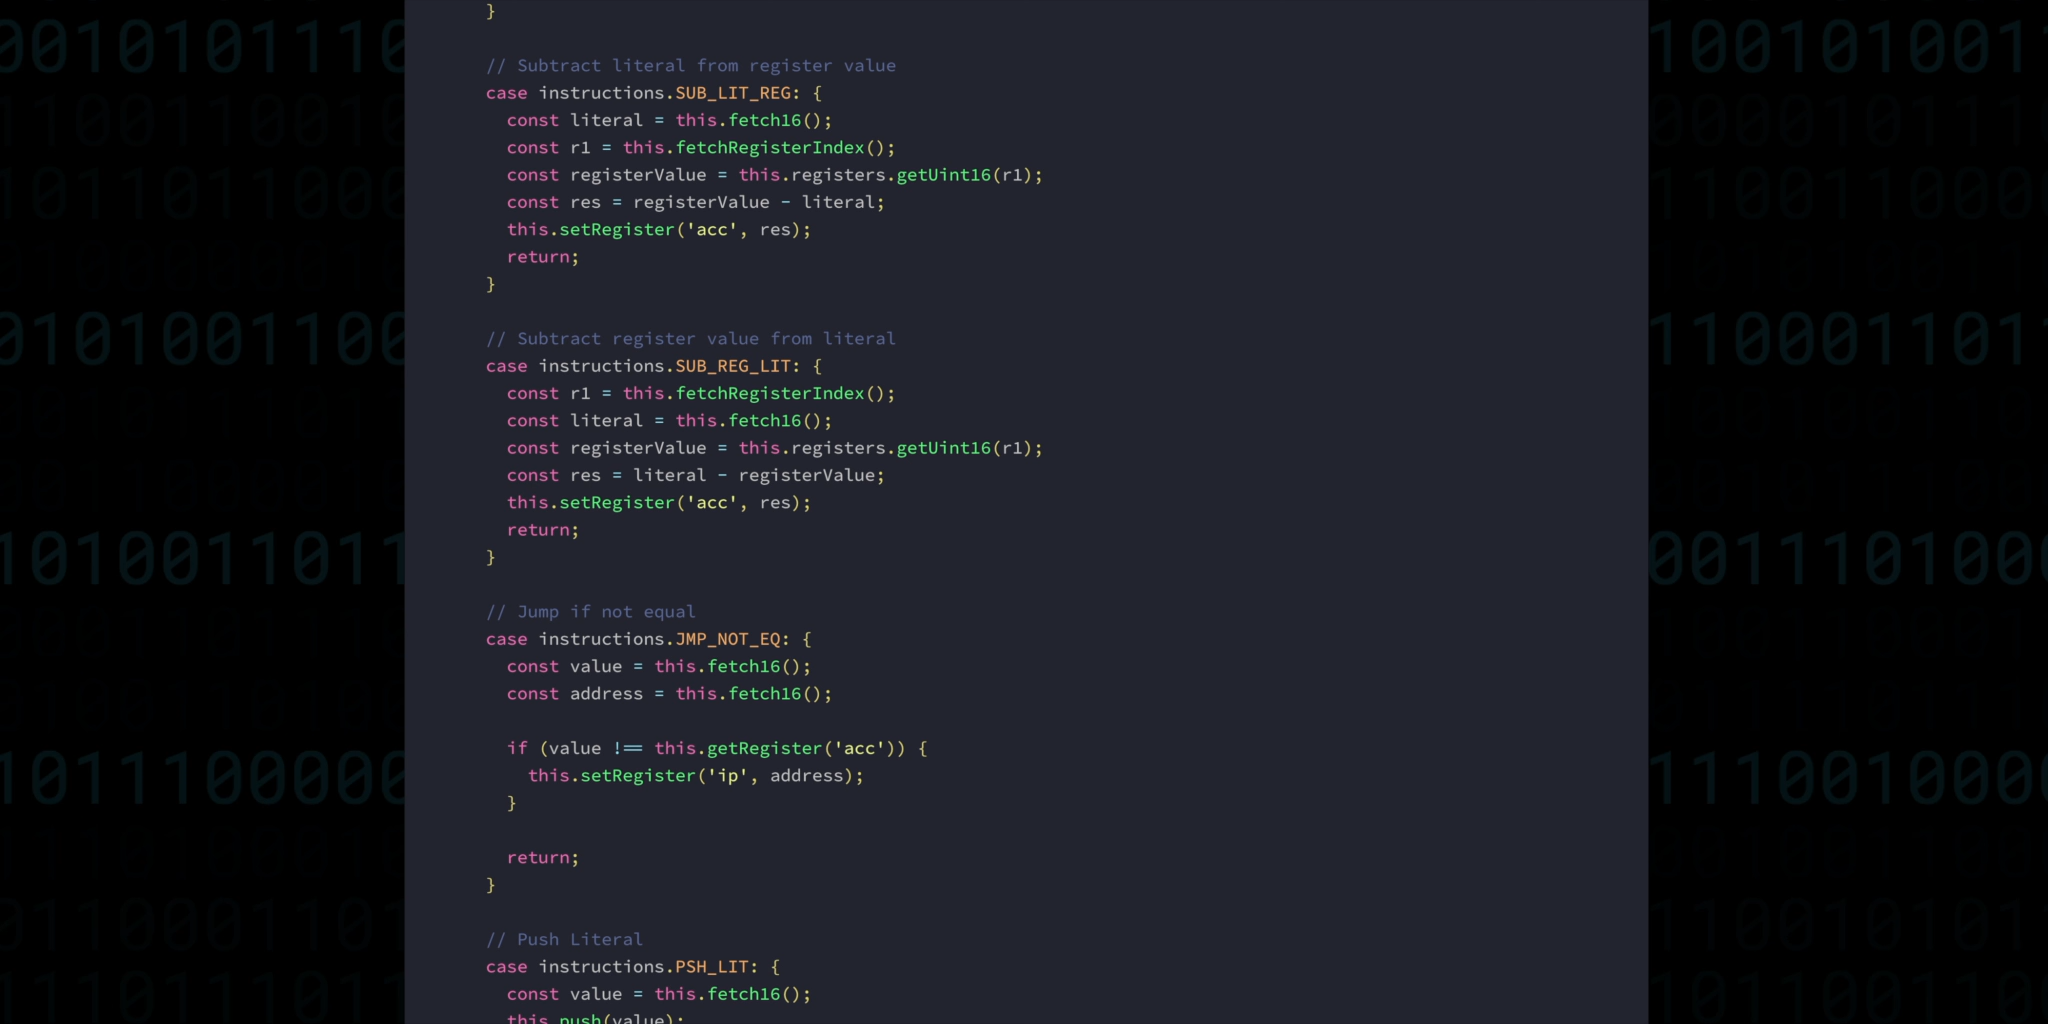 }
// Subtract literal from register value
case instructions.SUB_LIT_REG: {
const literal = this.fetch16();
const r1 = this.fetchRegisterIndex();
const registerValue = this.registers.getUint16(r1);
const res = registerValue - literal;
this.setRegister('acc', res);
return;
}
// Subtract register value from literal
case instructions.SUB_REG_LIT: {
const r1 = this.fetchRegisterIndex();
const literal = this.fetch16();
const registerValue = this.registers.getUint16(r1);
const res = literal - registerValue;
this.setRegister('acc', res);
return;
}
// Jump if not equal
case instructions.JMP_NOT_EQ: {
const value = this.fetch16();
const address = this.fetch16();
if (value !== this.getRegister('acc')) {
this.setRegister('ip', address);
}
return;
}
// Push Literal
case instructions.PSH_LIT: {
const value = this.fetch16();
this.push(value);